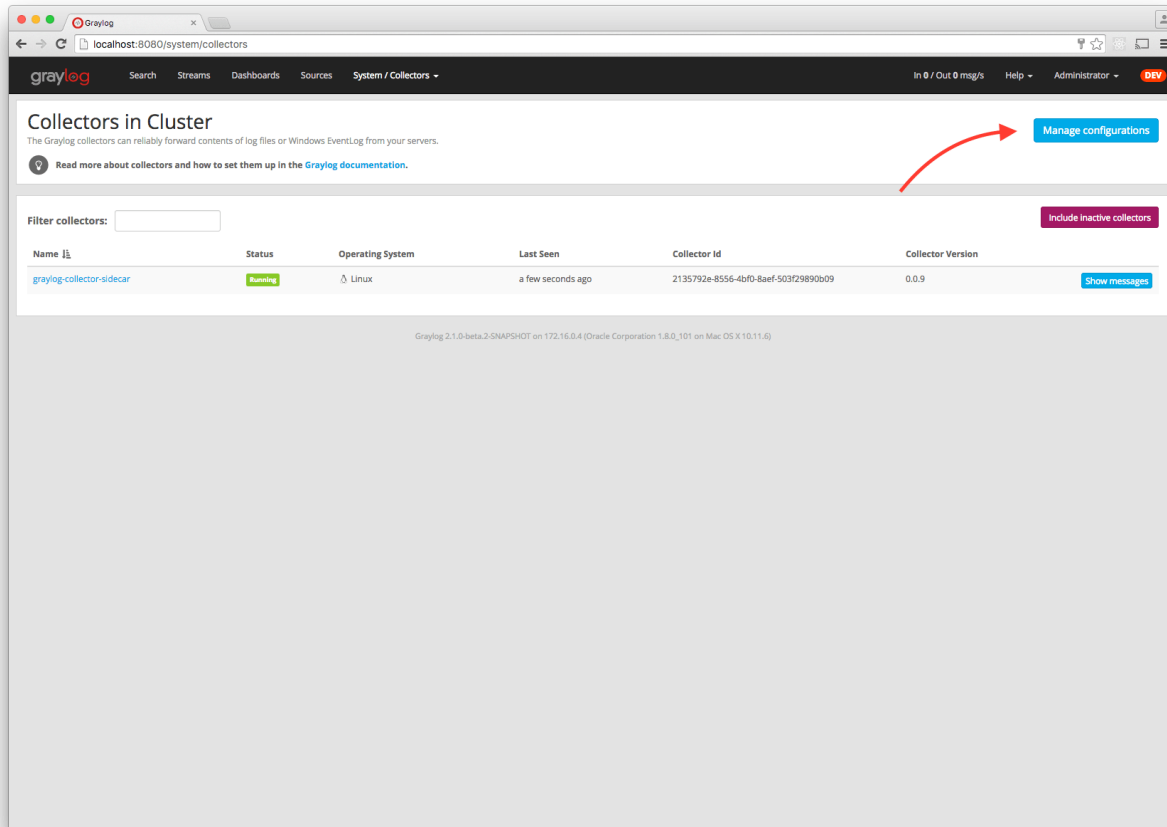 Graylog
localhost:8080/system/collectors
graylog Search Streams Dashboards Sources System / Collectors In 0 / Out 0 msg/s Help Administrator DEV
Collectors in Cluster
The Graylog collectors can reliably forward contents of log files or Windows EventLog from your servers.
Manage configurations
Read more about collectors and how to set them up in the Graylog documentation.
Filter collectors:
Include inactive collectors
Name Status Operating System Last Seen Collector Id Collector Version
graylog-collector-sidecar Running Linux a few seconds ago 2135792e-8556-4bf0-8aef-503f29890b09 0.0.9 Show messages
Graylog 2.1.0-beta.2-SNAPSHOT on 172.16.0.4 (Oracle Corporation 1.8.0_101 on Mac OS X 10.11.6)